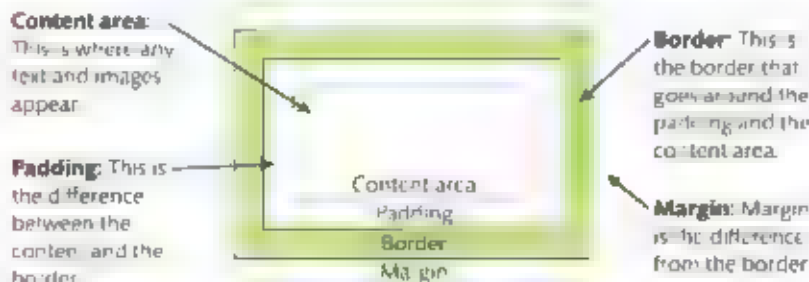 Content area:
This is where any
text and images
appear
Padding: This is
the difference
between the
content and the
border
Content area
Padding
Border
Margin
Border: This is
the border that
goes around the
padding and the
content area.
Margin: Margin
is the difference
from the border